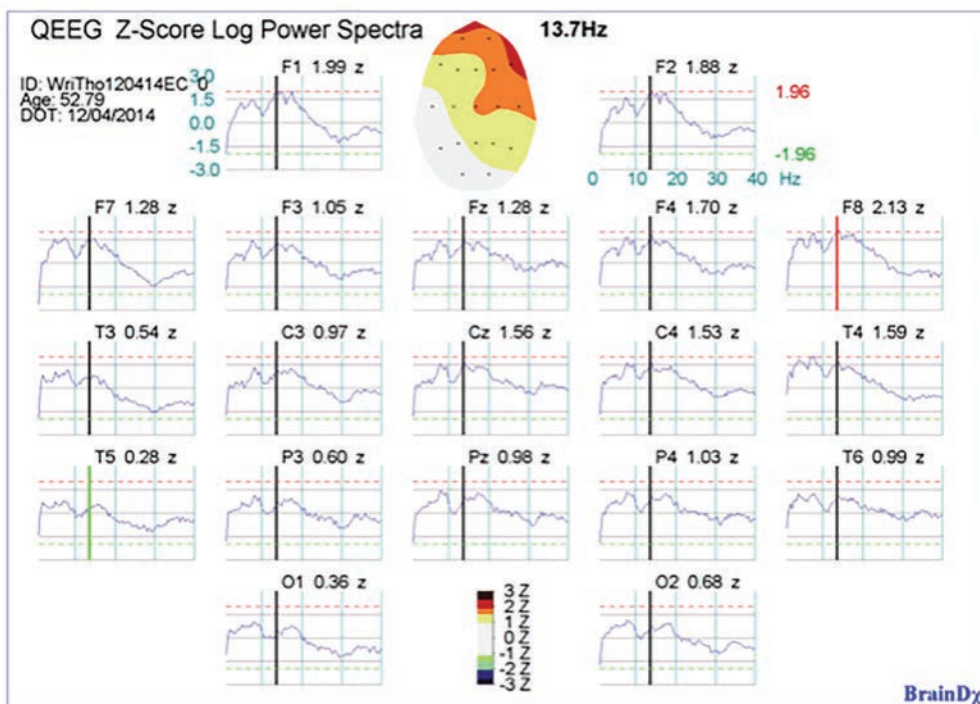 QEEG Z-Score Log Power Spectra
13.7Hz
ID: WriTho120414EC_0
Age: 52.79
DOT: 12/04/2014
3.0
1.5
0.0
-1.5
-3.0
F1 1.99 z
F2 1.88 z
1.96
-1.96
0 10 20 30 40 Hz
F7 1.28 z
F3 1.05 z
Fz 1.28 z
F4 1.70 z
F8 2.13 z
T3 0.54 z
C3 0.97 z
Cz 1.56 z
C4 1.53 z
T4 1.59 z
T5 0.28 z
P3 0.60 z
Pz 0.98 z
P4 1.03 z
T6 0.99 z
O1 0.36 z
O2 0.68 z
3 Z
2 Z
1 Z
0 Z
-1 Z
-2 Z
-3 Z
BrainDχ